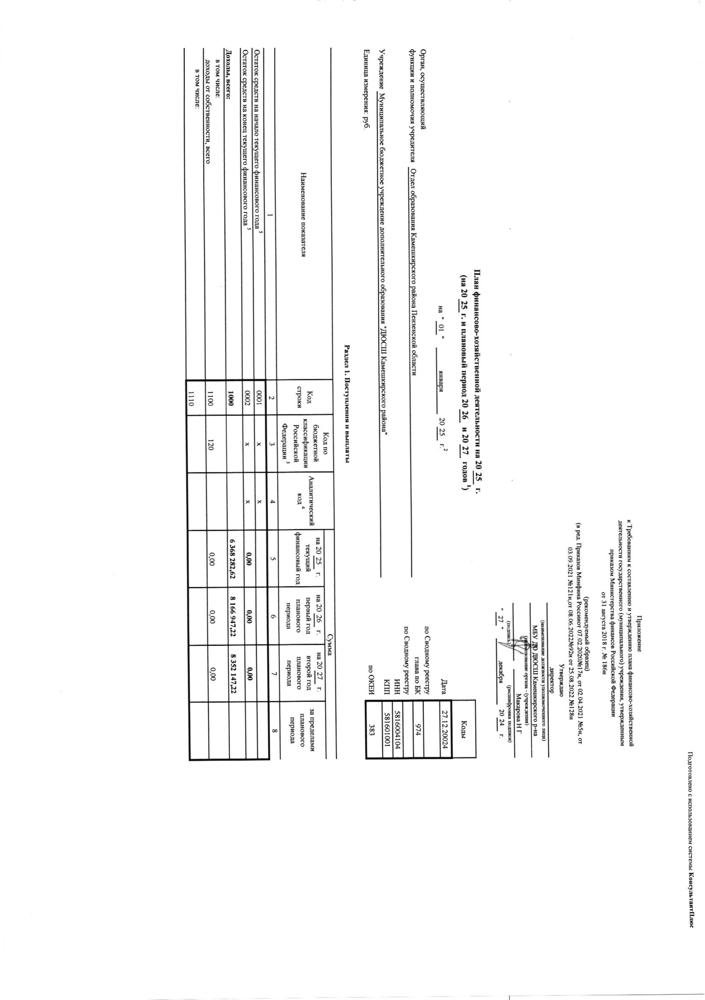 Подготовлено с использованием системы КонсультантПлюс
Приложение
к Требованиям к составлению и утверждению плана финансово-хозяйственной
деятельности государственного (муниципального) учреждения, утвержденным
приказом Министерства финансов Российской Федерации
от 31 августа 2018 г. № 186н
(рекомендуемый образец)
(в ред. Приказов Минфина Россииот 07.02.2020№17н, от 02.04.2021 №5н, от
03.09.2021 №121н,от 08.06.2022№92н от 25.08.2022 №128н
Утверждаю
директор
(наименование должности уполномоченного лица)
МБУ ДО ДЮСШ Камешкирского р-на
(наименование органа - (учреждения)
Макарова Н Г
(подпись) (расшифровка подписи)
" 27 " декабря 20 24 г.
План финансово-хозяйственной деятельности на 20 25 г.
(на 20 25 г. и плановый период 20 26 и 20 27 годов 1)
на " 01 " января 20 25 г. 2
Коды
Дата 27.12.20024
по Сводному реестру
глава по БК 974
по Сводному реестру
ИНН 5816004104
КПП 581601001
по ОКЕИ 383
Орган, осуществляющий
функции и полномочия учредителя Отдел образования Камешкирского района Пензенской области
Учреждение Муниципальное бюджетное учреждение дополнительного образования "ДЮСШ Камешкирского района"
Единица измерения: руб.
Раздел 1. Поступления и выплаты
Наименование показателя
Код
строки
Код по
бюджетной
классификации
Российской
Федерации 3
Аналитический
код 4
Сумма
на 20 25 г.
текущий
финансовый год
на 20 26 г.
первый год
планового
периода
на 20 27 г.
второй год
планового
периода
за пределами
планового
периода
1 2 3 4 5 6 7 8
Остаток средств на начало текущего финансового года 5 0001 x x
Остаток средств на конец текущего финансового года 5 0002 x x 0,00 0,00 0,00
Доходы, всего: 1000 6 368 282,62 8 166 947,22 8 352 147,22
в том числе:
доходы от собственности, всего 1100 120 0,00 0,00 0,00
в том числе:
1110